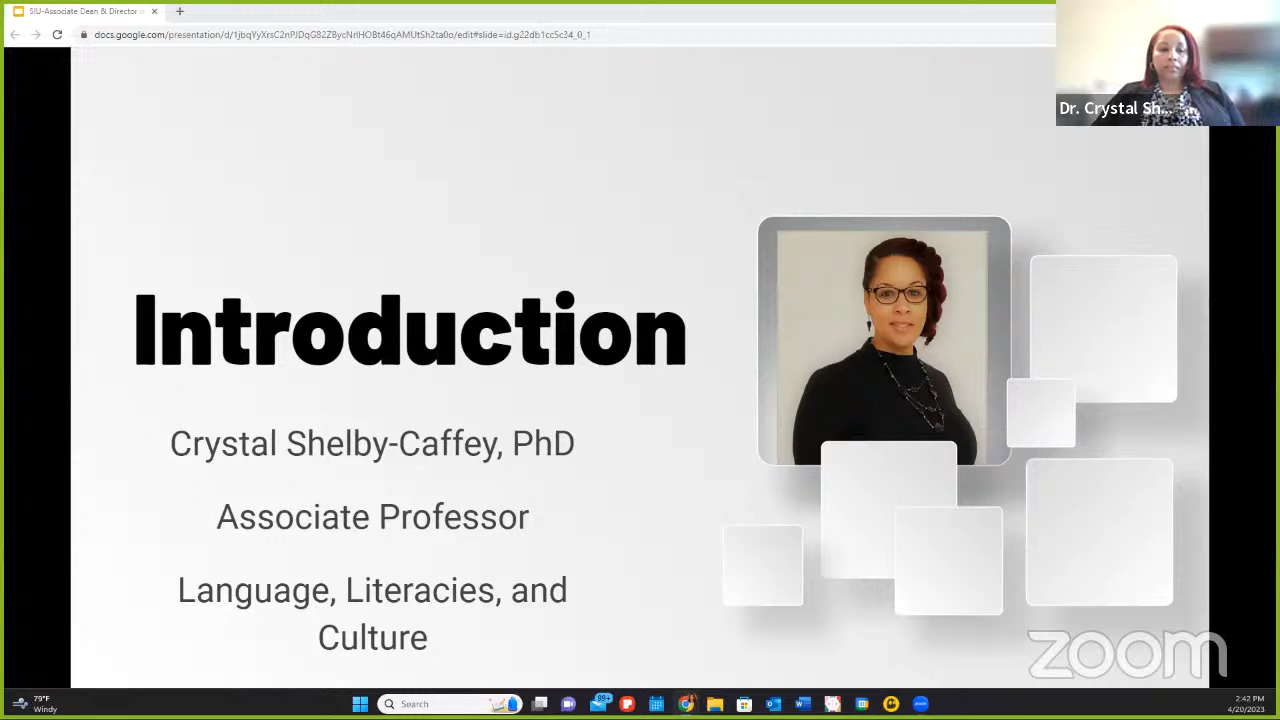 SIU-Associate Dean & Director
docs.google.com/presentation/d/1jbqYyXrsC2nPJDqG82ZBycNrlHOBt46qAMUtSh2ta0o/edit#slide=id.g22db1cc5c34_0_1
Dr. Crystal Sh...
Introduction
Crystal Shelby-Caffey, PhD
Associate Professor
Language, Literacies, and
Culture
zoom
79°F
Windy
Search
99+
2:42 PM
4/20/2023